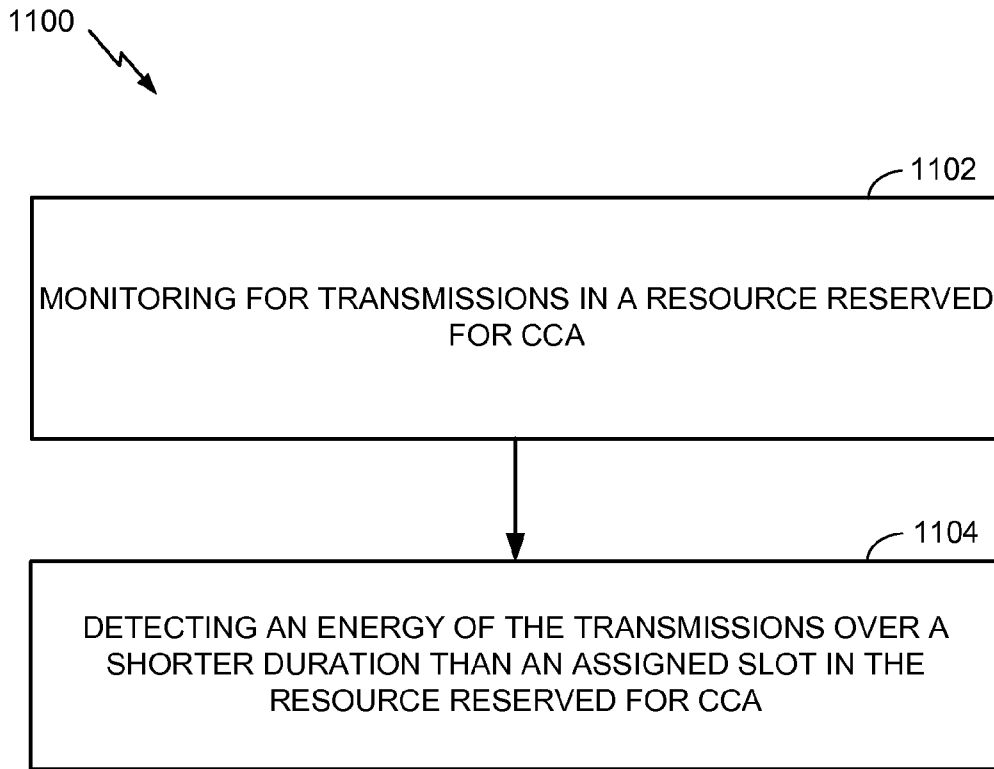 1100
1102
MONITORING FOR TRANSMISSIONS IN A RESOURCE RESERVED
FOR CCA
1104
DETECTING AN ENERGY OF THE TRANSMISSIONS OVER A
SHORTER DURATION THAN AN ASSIGNED SLOT IN THE
RESOURCE RESERVED FOR CCA